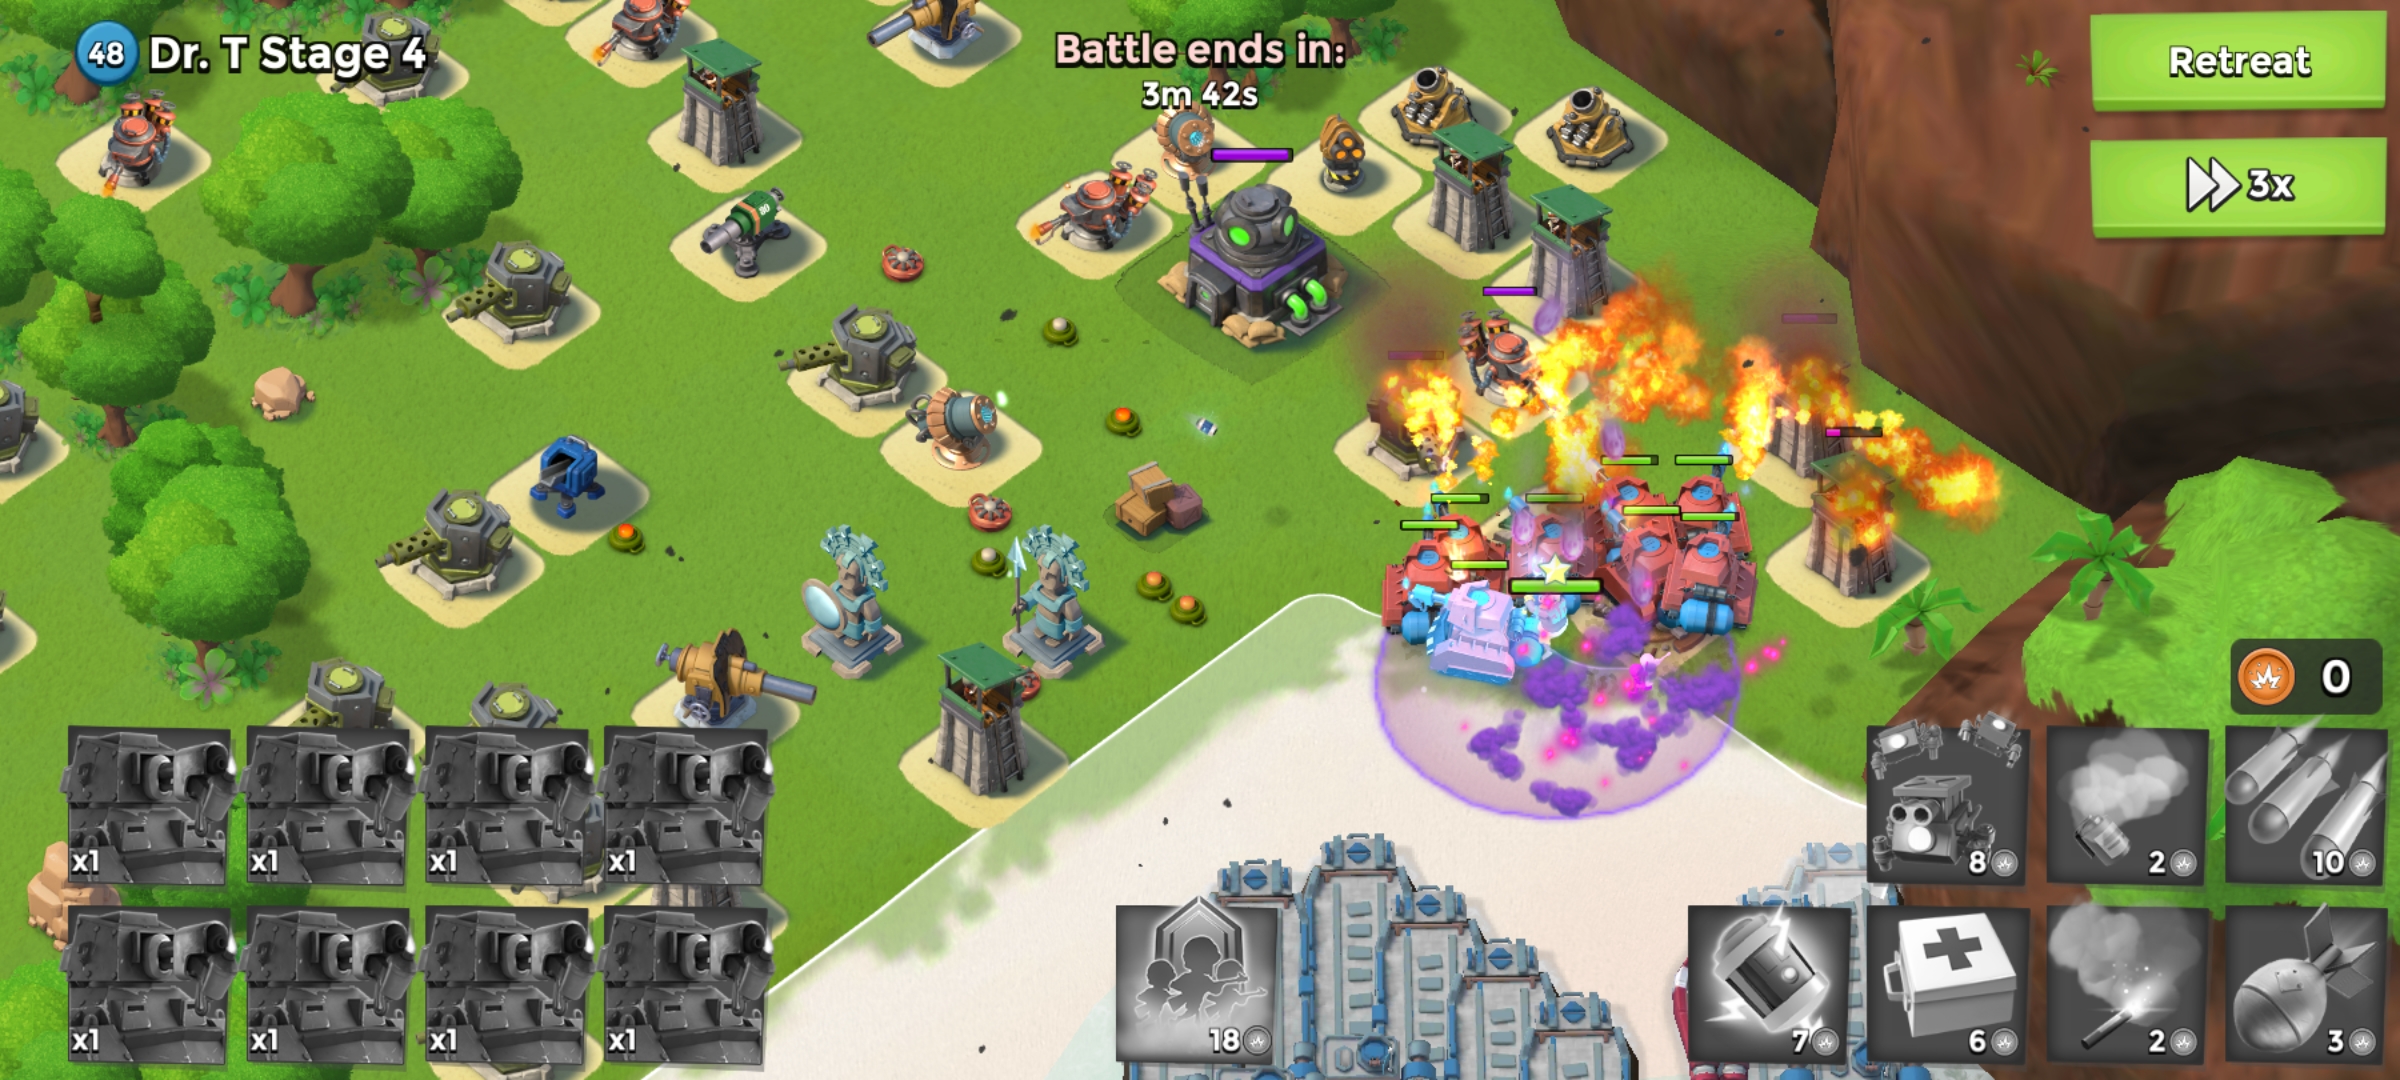 48 Dr. T Stage 4
Battle ends in:
3m 42s
Retreat
3x
0
x1 x1 x1 x1
8 2 10
x1 x1 x1 x1
18 7 6 2 3